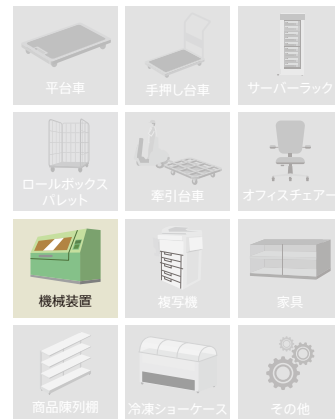 平台車
手押し台車
サーバーラック
ロールボックス
パレット
牽引台車
オフィスチェアー
機械装置
複写機
家具
商品陳列棚
冷凍ショーケース
その他